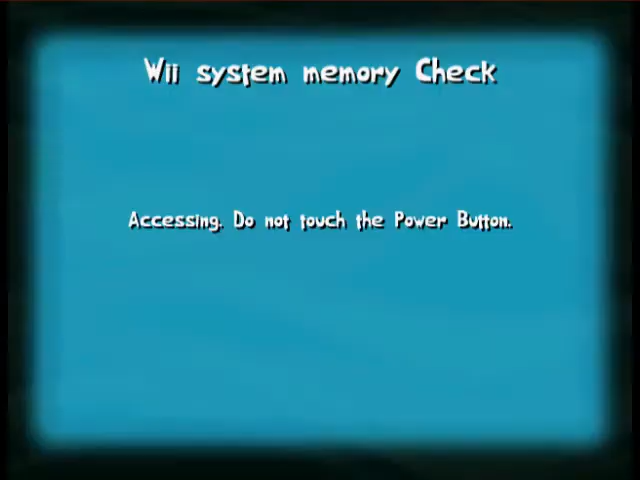 Wii system memory Check
Accessing. Do not touch the Power Button.